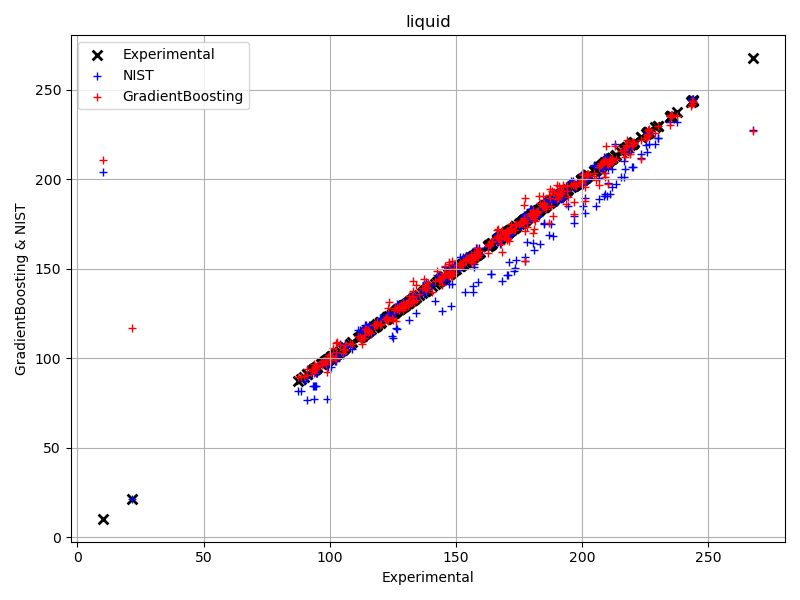 liquid
Experimental
NIST
GradientBoosting
GradientBoosting & NIST
250
200
150
100
50
0
0 50 100 150 200 250
Experimental